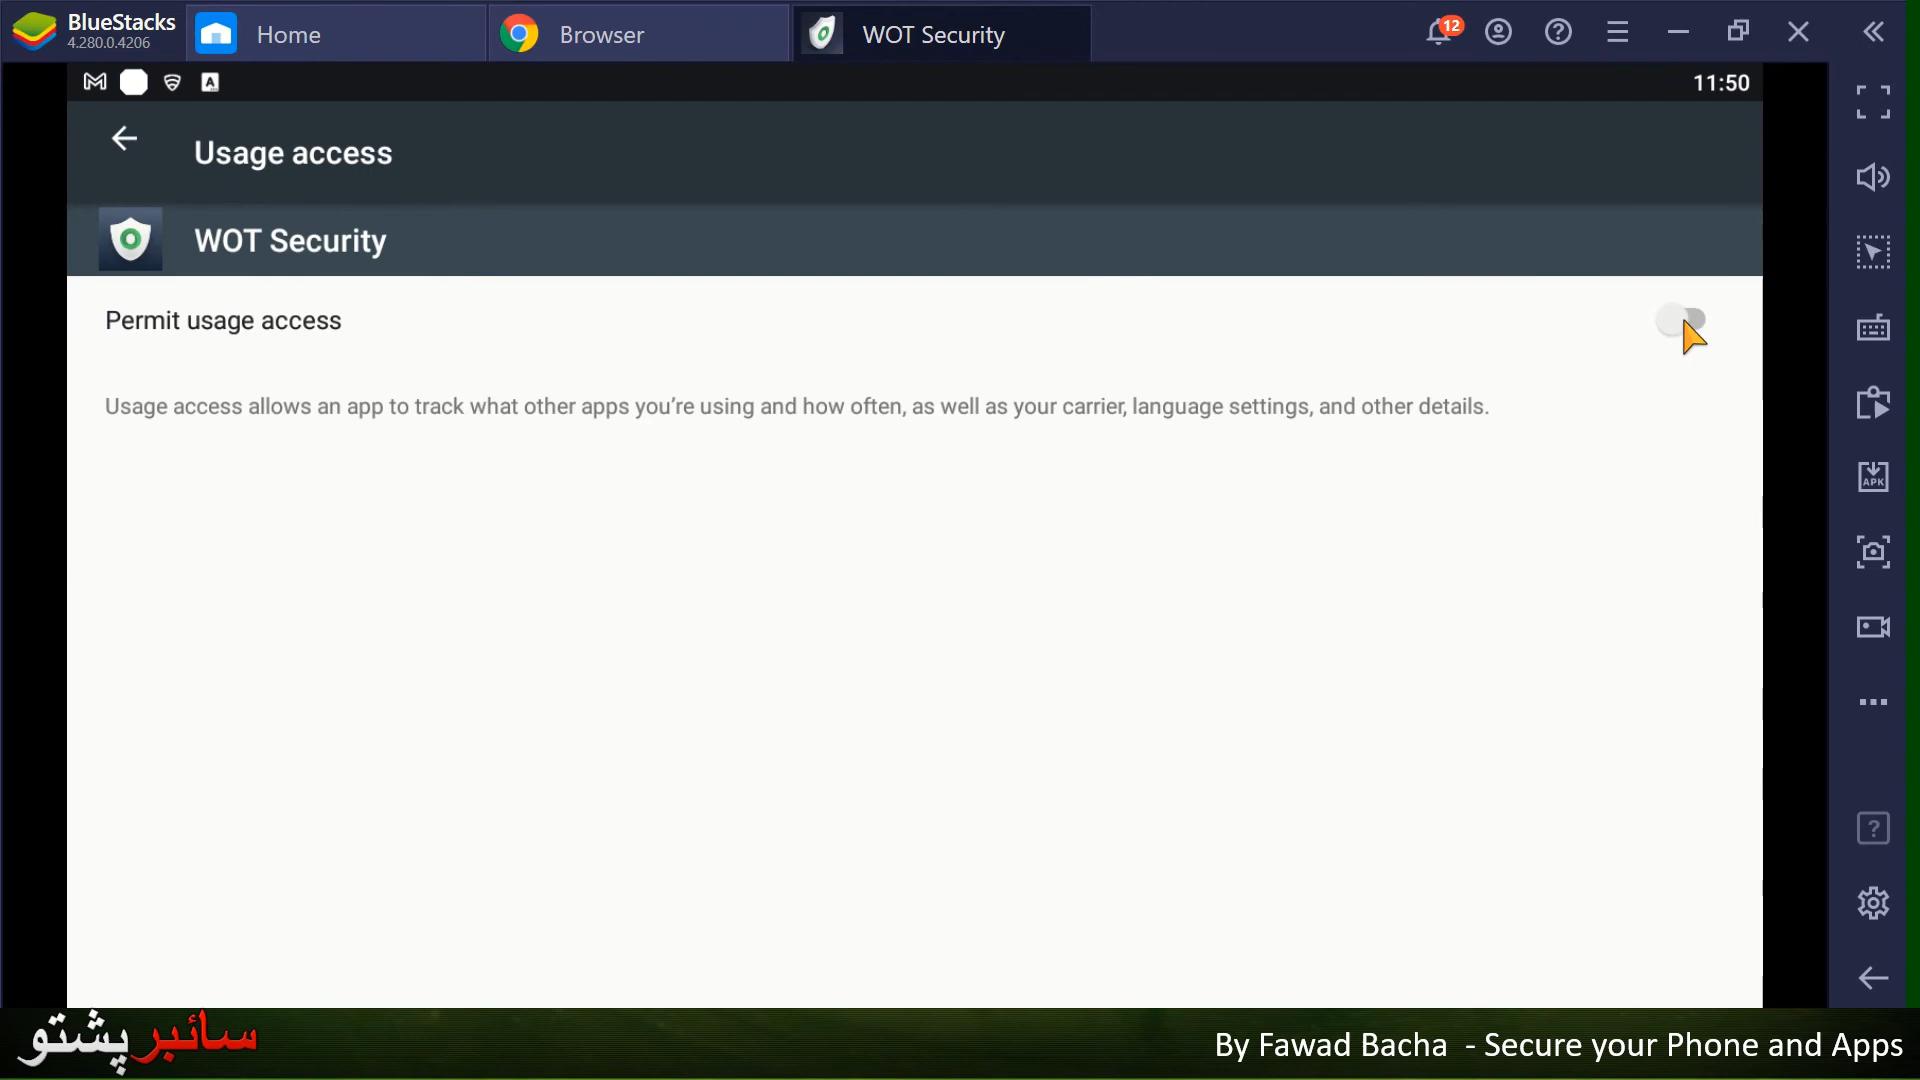 BlueStacks
4.280.0.4206
Home
Browser
WOT Security
12
11:50
Usage access
WOT Security
Permit usage access
Usage access allows an app to track what other apps you’re using and how often, as well as your carrier, language settings, and other details.
APK
سائبر پشتو
By Fawad Bacha - Secure your Phone and Apps